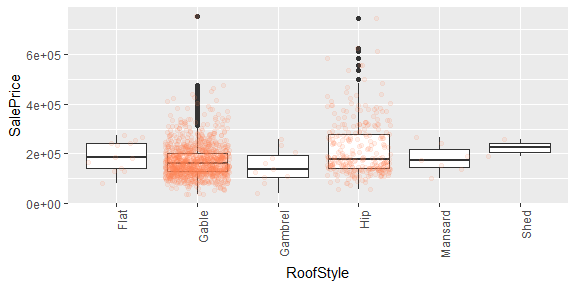 SalePrice
6e+05
4e+05
2e+05
0e+00
Flat
Gable
Gambrel
Hip
Mansard
Shed
RoofStyle